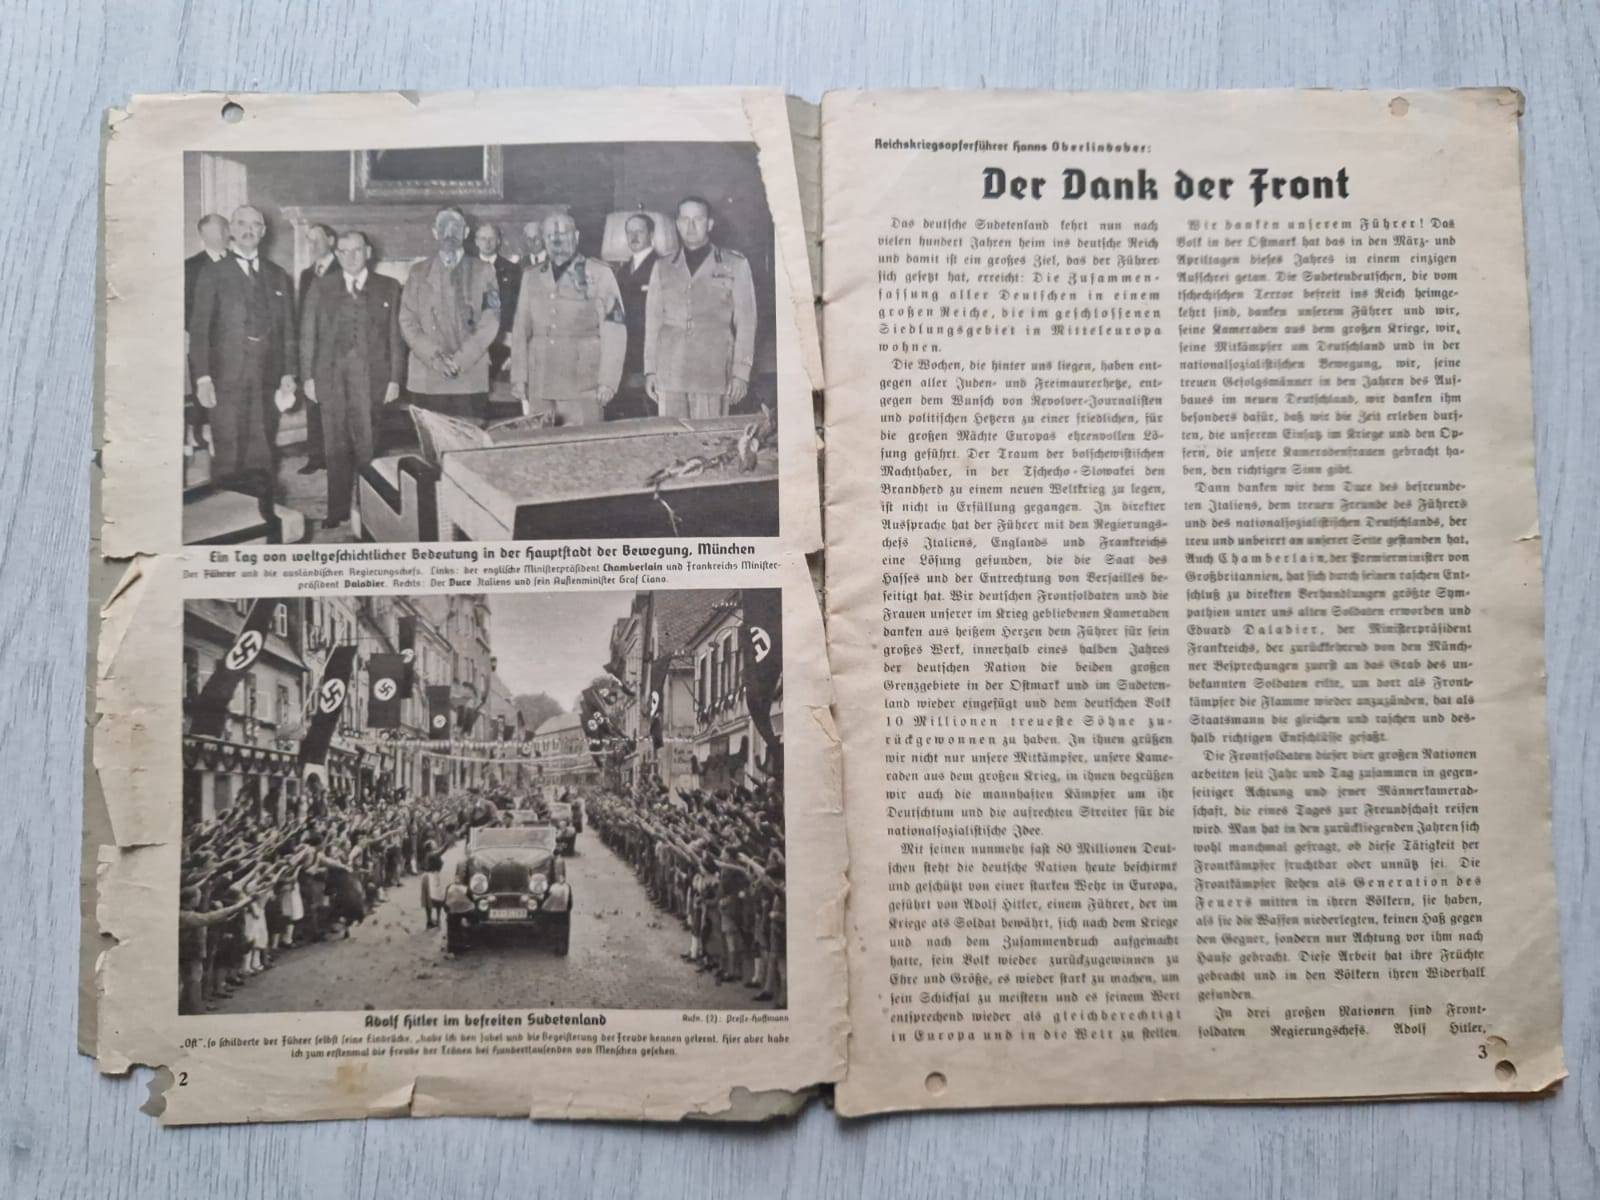 Ein Tag von weltgeschichtlicher Bedeutung in der Hauptstadt der Bewegung, München
Der Führer und die ausländischen Regierungschefs. Links: der englische Ministerpräsident Chamberlain und Frankreichs Minister-
präsident Daladier. Rechts: Der Duce Italiens und sein Außenminister Graf Ciano.
Adolf Hitler im befreiten Sudetenland
Aufn. (2): Presse-Hoffmann
„Oft“, so schilderte der Führer selbst seine Eindrücke, „habe ich den Jubel und die Begeisterung der Freude kennen gelernt. Hier aber habe
ich zum erstenmal die Freude der Tränen bei Hunderttausenden von Menschen gesehen.
2
Reichskriegsopferführer Hanns Oberlindober:
Der Dank der Front
Das deutsche Sudetenland kehrt nun nach
vielen hundert Jahren heim ins deutsche Reich
und damit ist ein großes Ziel, das der Führer
sich gesetzt hat, erreicht: Die Zusammen-
fassung aller Deutschen in einem
großen Reiche, die im geschlossenen
Siedlungsgebiet in Mitteleuropa
wohnen.
Die Wochen, die hinter uns liegen, haben ent-
gegen aller Juden- und Freimaurerhetze, ent-
gegen dem Wunsch von Revolver-Journalisten
und politischen Hetzern zu einer friedlichen, für
die großen Mächte Europas ehrenvollen Lö-
sung geführt. Der Traum der bolschewistischen
Machthaber, in der Tschecho-Slowakei den
Brandherd zu einem neuen Weltkrieg zu legen,
ist nicht in Erfüllung gegangen. In direkter
Aussprache hat der Führer mit den Regierungs-
chefs Italiens, Englands und Frankreichs
eine Lösung gefunden, die die Saat des
Hasses und der Entrechtung von Versailles be-
seitigt hat. Wir deutschen Frontsoldaten und die
Frauen unserer im Krieg gebliebenen Kameraden
danken aus heißem Herzen dem Führer für sein
großes Werk, innerhalb eines halben Jahres
der deutschen Nation die beiden großen
Grenzgebiete in der Ostmark und im Sudeten-
land wieder eingefügt und dem deutschen Volk
10 Millionen treueste Söhne zu-
rückgewonnen zu haben. In ihnen grüßen
wir nicht nur unsere Mitkämpfer, unsere Kame-
raden aus dem großen Krieg, in ihnen begrüßen
wir auch die mannhaften Kämpfer um ihr
Deutschtum und die aufrechten Streiter für die
nationalsozialistische Idee.
Mit seinen nunmehr fast 80 Millionen Deut-
schen steht die deutsche Nation heute beschirmt
und geschützt von einer starken Wehr in Europa,
geführt von Adolf Hitler, einem Führer, der im
Kriege als Soldat bewährt, sich nach dem Kriege
und nach dem Zusammenbruch aufgemacht
hatte, sein Volk wieder zurückzugewinnen zu
Ehre und Größe, es wieder stark zu machen, um
sein Schicksal zu meistern und es seinem Wert
entsprechend wieder als gleichberechtigt
in Europa und in die Welt zu stellen.
Wir danken unserem Führer! Das
Volk in der Ostmark hat das in den März- und
Apriltagen dieses Jahres in einem einzigen
Aufschrei getan. Die Sudetendeutschen, die vom
tschechischen Terror befreit ins Reich heimge-
kehrt sind, danken unserem Führer und wir,
seine Kameraden aus dem großen Kriege, wir,
seine Mitkämpfer um Deutschland und in der
nationalsozialistischen Bewegung, wir, seine
treuen Gefolgsmänner in den Jahren des Auf-
baues im neuen Deutschland, wir danken ihm
besonders dafür, daß wir die Zeit erleben durf-
ten, die unserem Einsatz im Kriege und den Op-
fern, die unsere Kameradenfrauen gebracht ha-
ben, den richtigen Sinn gibt.
Dann danken wir dem Duce des befreunde-
ten Italiens, dem treuen Freunde des Führers
und des nationalsozialistischen Deutschlands, der
treu und unbeirrt an unserer Seite gestanden hat.
Auch Chamberlain, der Premierminister von
Großbritannien, hat sich durch seinen raschen Ent-
schluß zu direkten Verhandlungen größte Sym-
pathien unter uns alten Soldaten erworben und
Eduard Daladier, der Ministerpräsident
Frankreichs, der zurückkehrend von den Münch-
ner Besprechungen zuerst an das Grab des un-
bekannten Soldaten eilte, um dort als Front-
kämpfer die Flamme wieder anzuzünden, hat als
Staatsmann die gleichen und raschen und des-
halb richtigen Entschlüsse gefaßt.
Die Frontsoldaten dieser vier großen Nationen
arbeiten seit Jahr und Tag zusammen in gegen-
seitiger Achtung und jener Männerkamerad-
schaft, die eines Tages zur Freundschaft reifen
wird. Man hat in den zurückliegenden Jahren sich
wohl manchmal gefragt, ob diese Tätigkeit der
Frontkämpfer fruchtbar oder unnütz sei. Die
Frontkämpfer stehen als Generation des
Feuers mitten in ihren Völkern, sie haben,
als sie die Waffen niederlegten, keinen Haß gegen
den Gegner, sondern nur Achtung vor ihm nach
Hause gebracht. Diese Arbeit hat ihre Früchte
gebracht und in den Völkern ihren Widerhall
gefunden.
In drei großen Nationen sind Front-
soldaten Regierungschefs. Adolf Hitler,
3